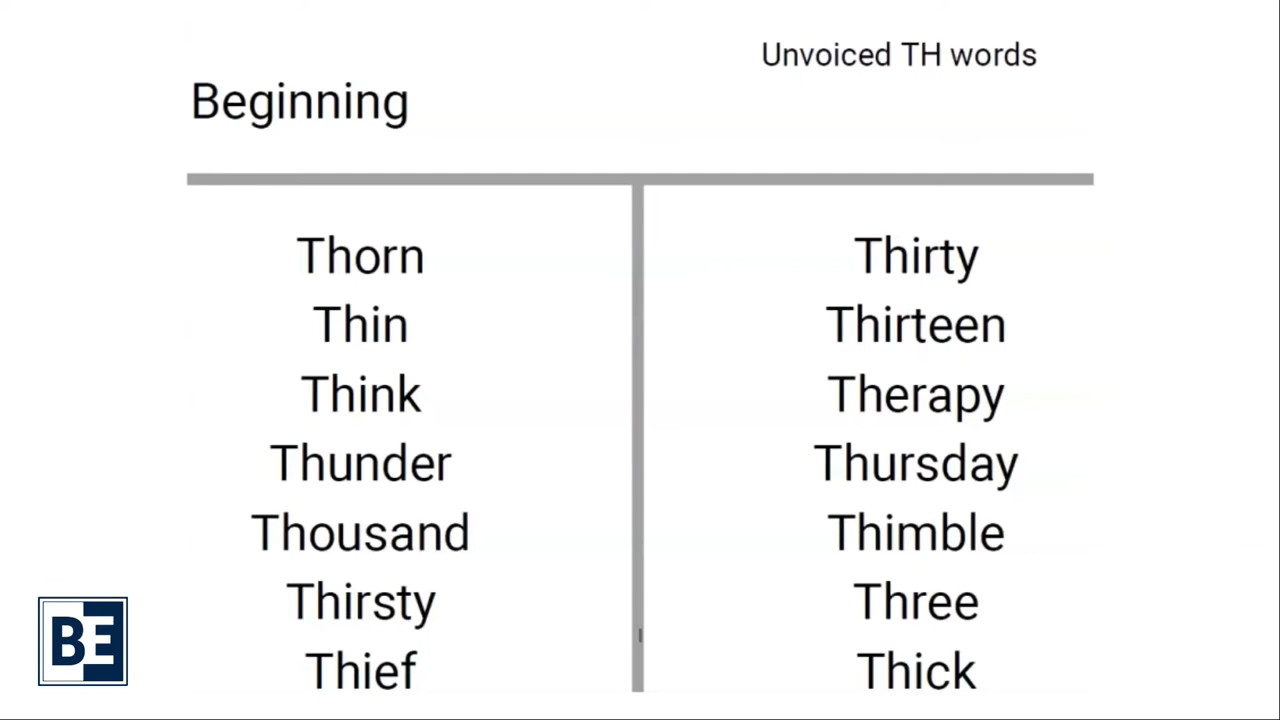 Unvoiced TH words
Beginning
Thorn
Thin
Think
Thunder
Thousand
Thirsty
Thief
Thirty
Thirteen
Therapy
Thursday
Thimble
Three
Thick
BE